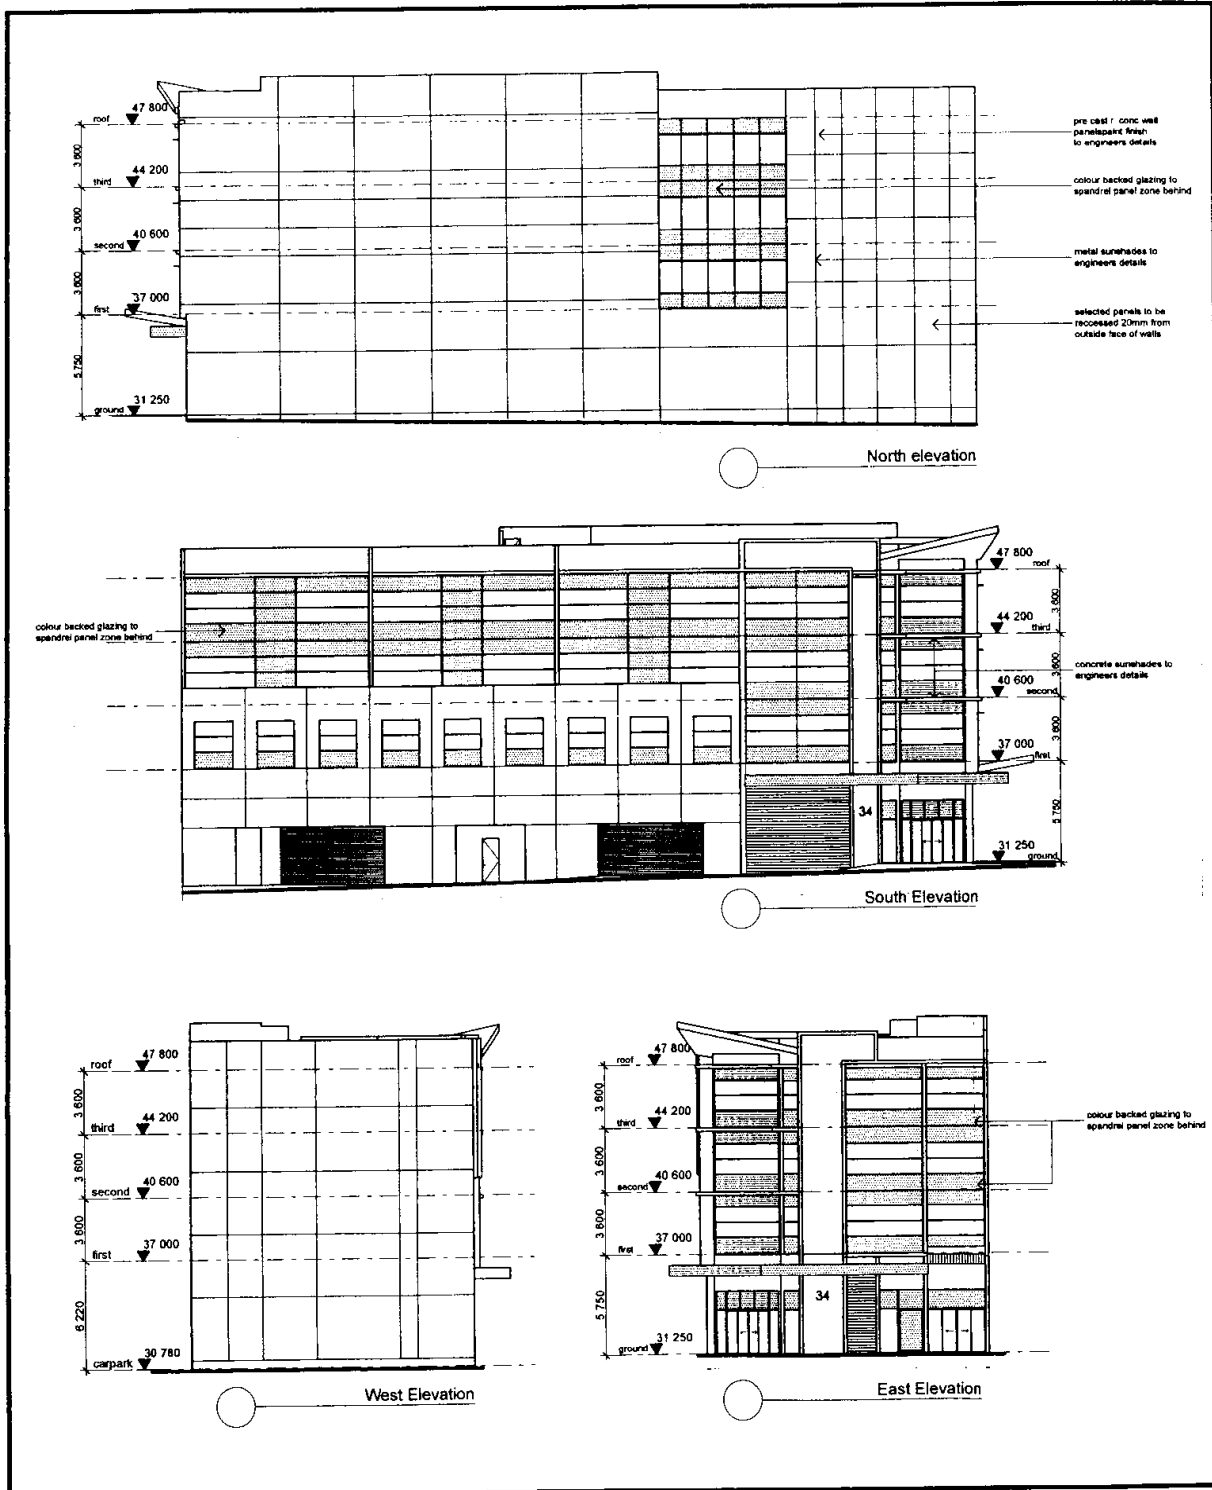 roof 47 800
3 600
third 44 200
3 600
second 40 600
3 600
first 37 000
5 750
ground 31 250
pre cast r conc wall
panelspaint finish
to engineers details
colour backed glazing to
spandrel panel zone behind
metal sunshades to
engineers details
selected panels to be
reccessed 20mm from
outside face of walls
North elevation
colour backed glazing to
spandrel panel zone behind
34
47 800
roof
3 600
44 200
third
3 600
40 600
second
3 600
37 000
first
5 750
31 250
ground
concrete sunshades to
engineers details
South Elevation
roof 47 800
3 600
third 44 200
3 600
second 40 600
3 600
first 37 000
6 220
carpark 30 780
West Elevation
roof 47 800
3 600
third 44 200
3 600
second 40 600
3 600
first 37 000
5 750
ground 31 250
34
colour backed glazing to
spandrel panel zone behind
East Elevation